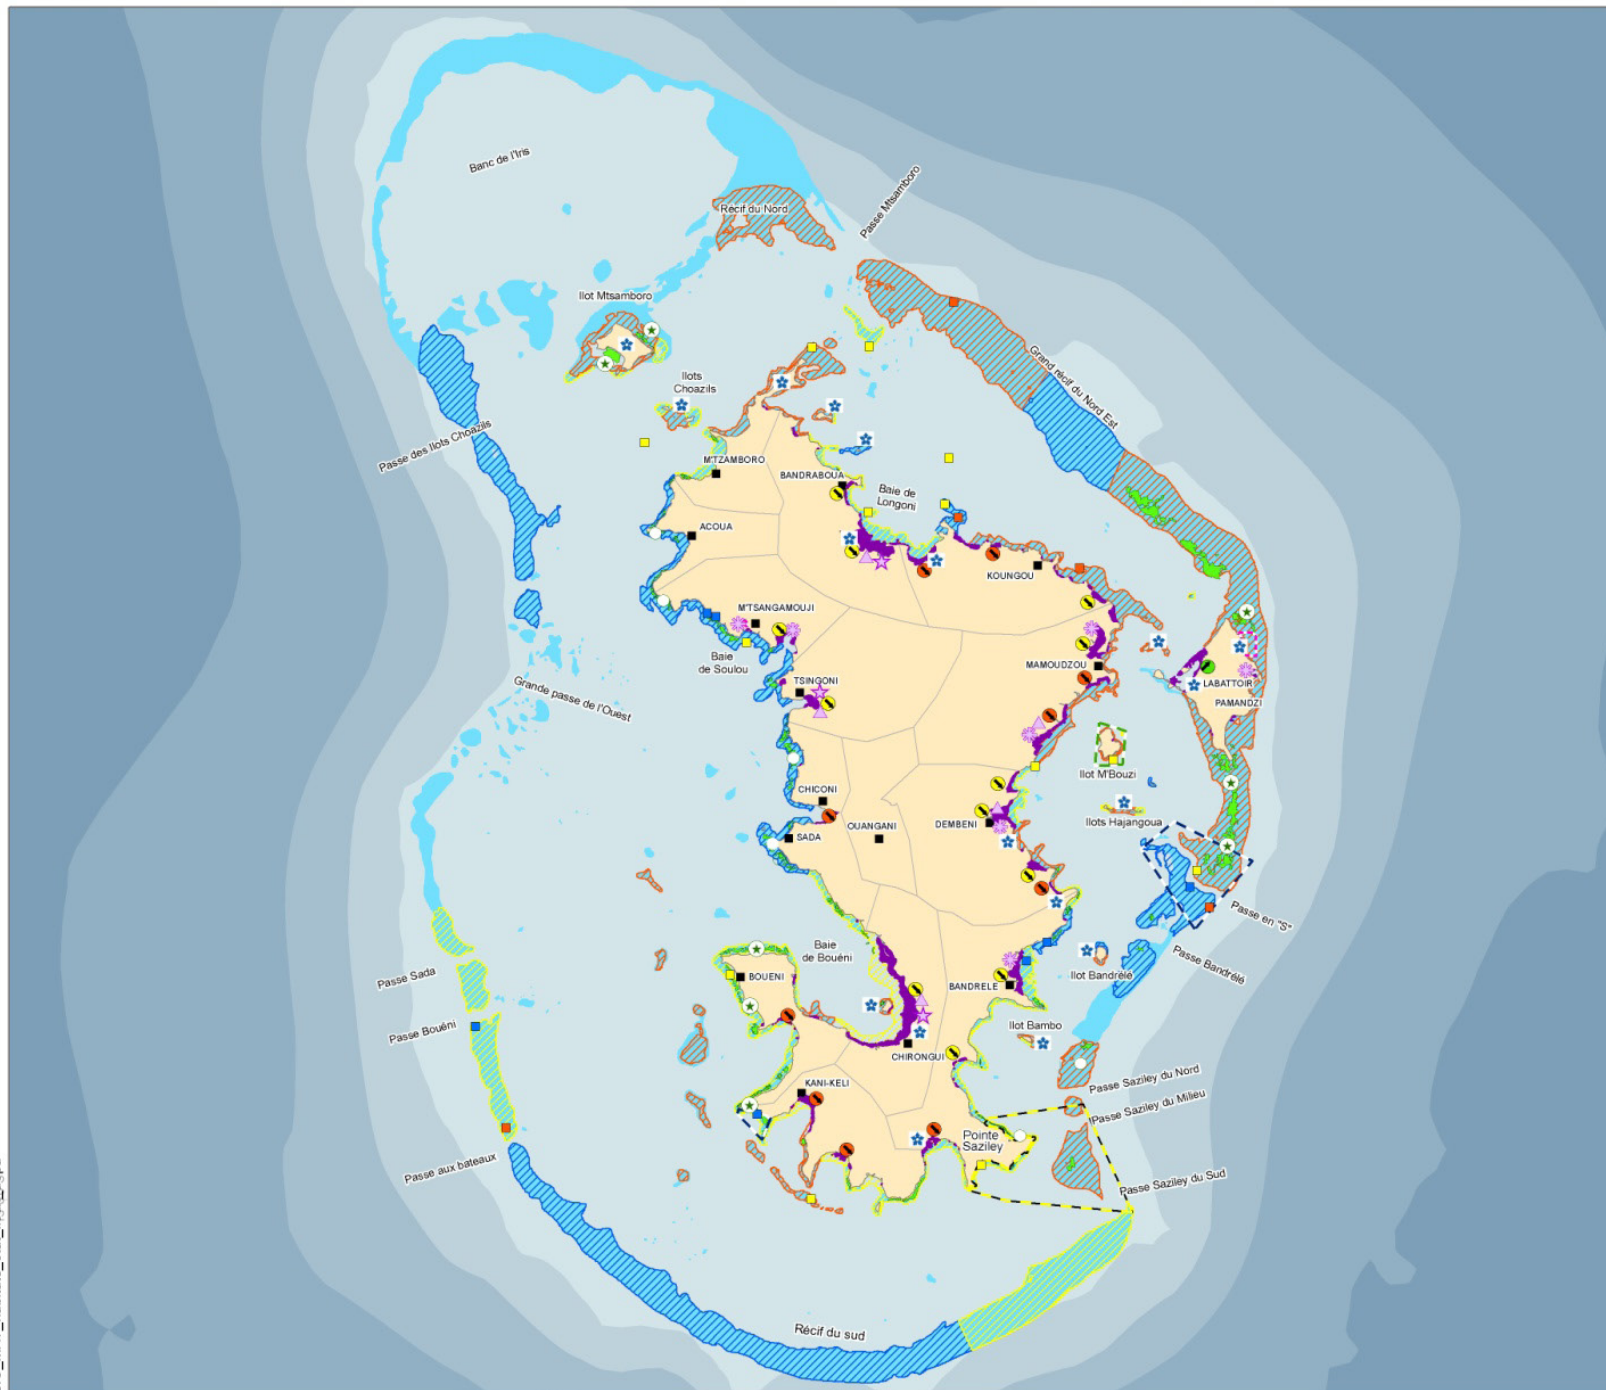 Banc de l'Iris
Passe Mtsamboro
Récif du Nord
Ilot Mtsamboro
Grand récif du Nord Est
Ilots
Choazils
Passe des Ilots Choazils
M'TZAMBORO
BANDRABOUA
Baie de
Longoni
ACOUA
KOUNGOU
M'TSANGAMOUJI
Baie
de Soulou
MAMOUDZOU
TSINGONI
LABATTOIR
PAMANDZI
Grande passe de l'Ouest
Ilot M'Bouzi
CHICONI
Ilots Hajangoua
OUANGANI
DEMBENI
SADA
Passe en "S"
Baie
de Bouéni
Passe Bandrélé
Passe Sada
BOUENI
Ilot Bandrélé
BANDRELE
Passe Bouéni
Ilot Bambo
CHIRONGUI
Passe Saziley du Nord
KANI-KELI
Passe Saziley du Milieu
Pointe
Saziley
Passe aux bateaux
Passe Saziley du Sud
Récif du sud